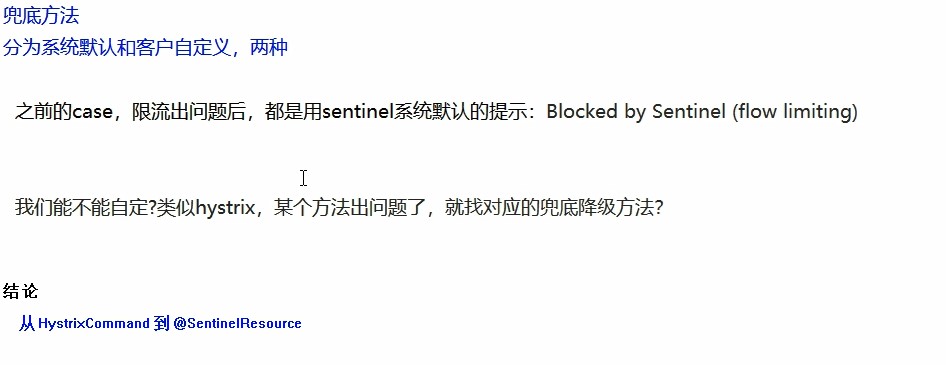 兜底方法
分为系统默认和客户自定义，两种
之前的case，限流出问题后，都是用sentinel系统默认的提示：Blocked by Sentinel (flow limiting)
我们能不能自定?类似hystrix，某个方法出问题了，就找对应的兜底降级方法？
结论
从 HystrixCommand 到 @SentinelResource